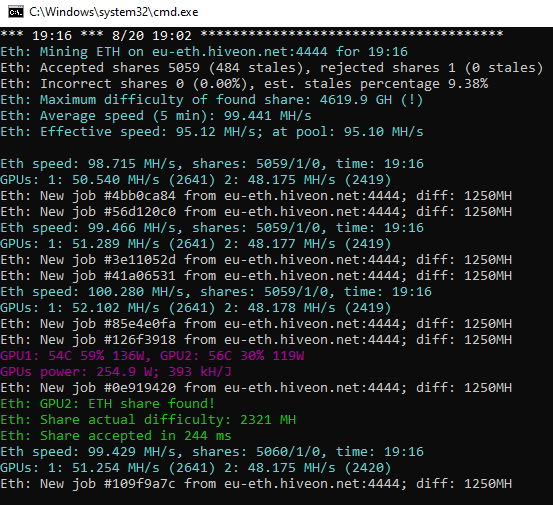 C:\Windows\system32\cmd.exe
*** 19:16 *** 8/20 19:02 **************************************
Eth: Mining ETH on eu-eth.hiveon.net:4444 for 19:16
Eth: Accepted shares 5059 (484 stales), rejected shares 1 (0 stales)
Eth: Incorrect shares 0 (0.00%), est. stales percentage 9.38%
Eth: Maximum difficulty of found share: 4619.9 GH (!)
Eth: Average speed (5 min): 99.441 MH/s
Eth: Effective speed: 95.12 MH/s; at pool: 95.10 MH/s
Eth speed: 98.715 MH/s, shares: 5059/1/0, time: 19:16
GPUs: 1: 50.540 MH/s (2641) 2: 48.175 MH/s (2419)
Eth: New job #4bb0ca84 from eu-eth.hiveon.net:4444; diff: 1250MH
Eth: New job #56d120c0 from eu-eth.hiveon.net:4444; diff: 1250MH
Eth speed: 99.466 MH/s, shares: 5059/1/0, time: 19:16
GPUs: 1: 51.289 MH/s (2641) 2: 48.177 MH/s (2419)
Eth: New job #3e11052d from eu-eth.hiveon.net:4444; diff: 1250MH
Eth: New job #41a06531 from eu-eth.hiveon.net:4444; diff: 1250MH
Eth speed: 100.280 MH/s, shares: 5059/1/0, time: 19:16
GPUs: 1: 52.102 MH/s (2641) 2: 48.178 MH/s (2419)
Eth: New job #85e4e0fa from eu-eth.hiveon.net:4444; diff: 1250MH
Eth: New job #126f3918 from eu-eth.hiveon.net:4444; diff: 1250MH
GPU1: 54C 59% 136W, GPU2: 56C 30% 119W
GPUs power: 254.9 W; 393 kH/J
Eth: New job #0e919420 from eu-eth.hiveon.net:4444; diff: 1250MH
Eth: GPU2: ETH share found!
Eth: Share actual difficulty: 2321 MH
Eth: Share accepted in 244 ms
Eth speed: 99.429 MH/s, shares: 5060/1/0, time: 19:16
GPUs: 1: 51.254 MH/s (2641) 2: 48.175 MH/s (2420)
Eth: New job #109f9a7c from eu-eth.hiveon.net:4444; diff: 1250MH